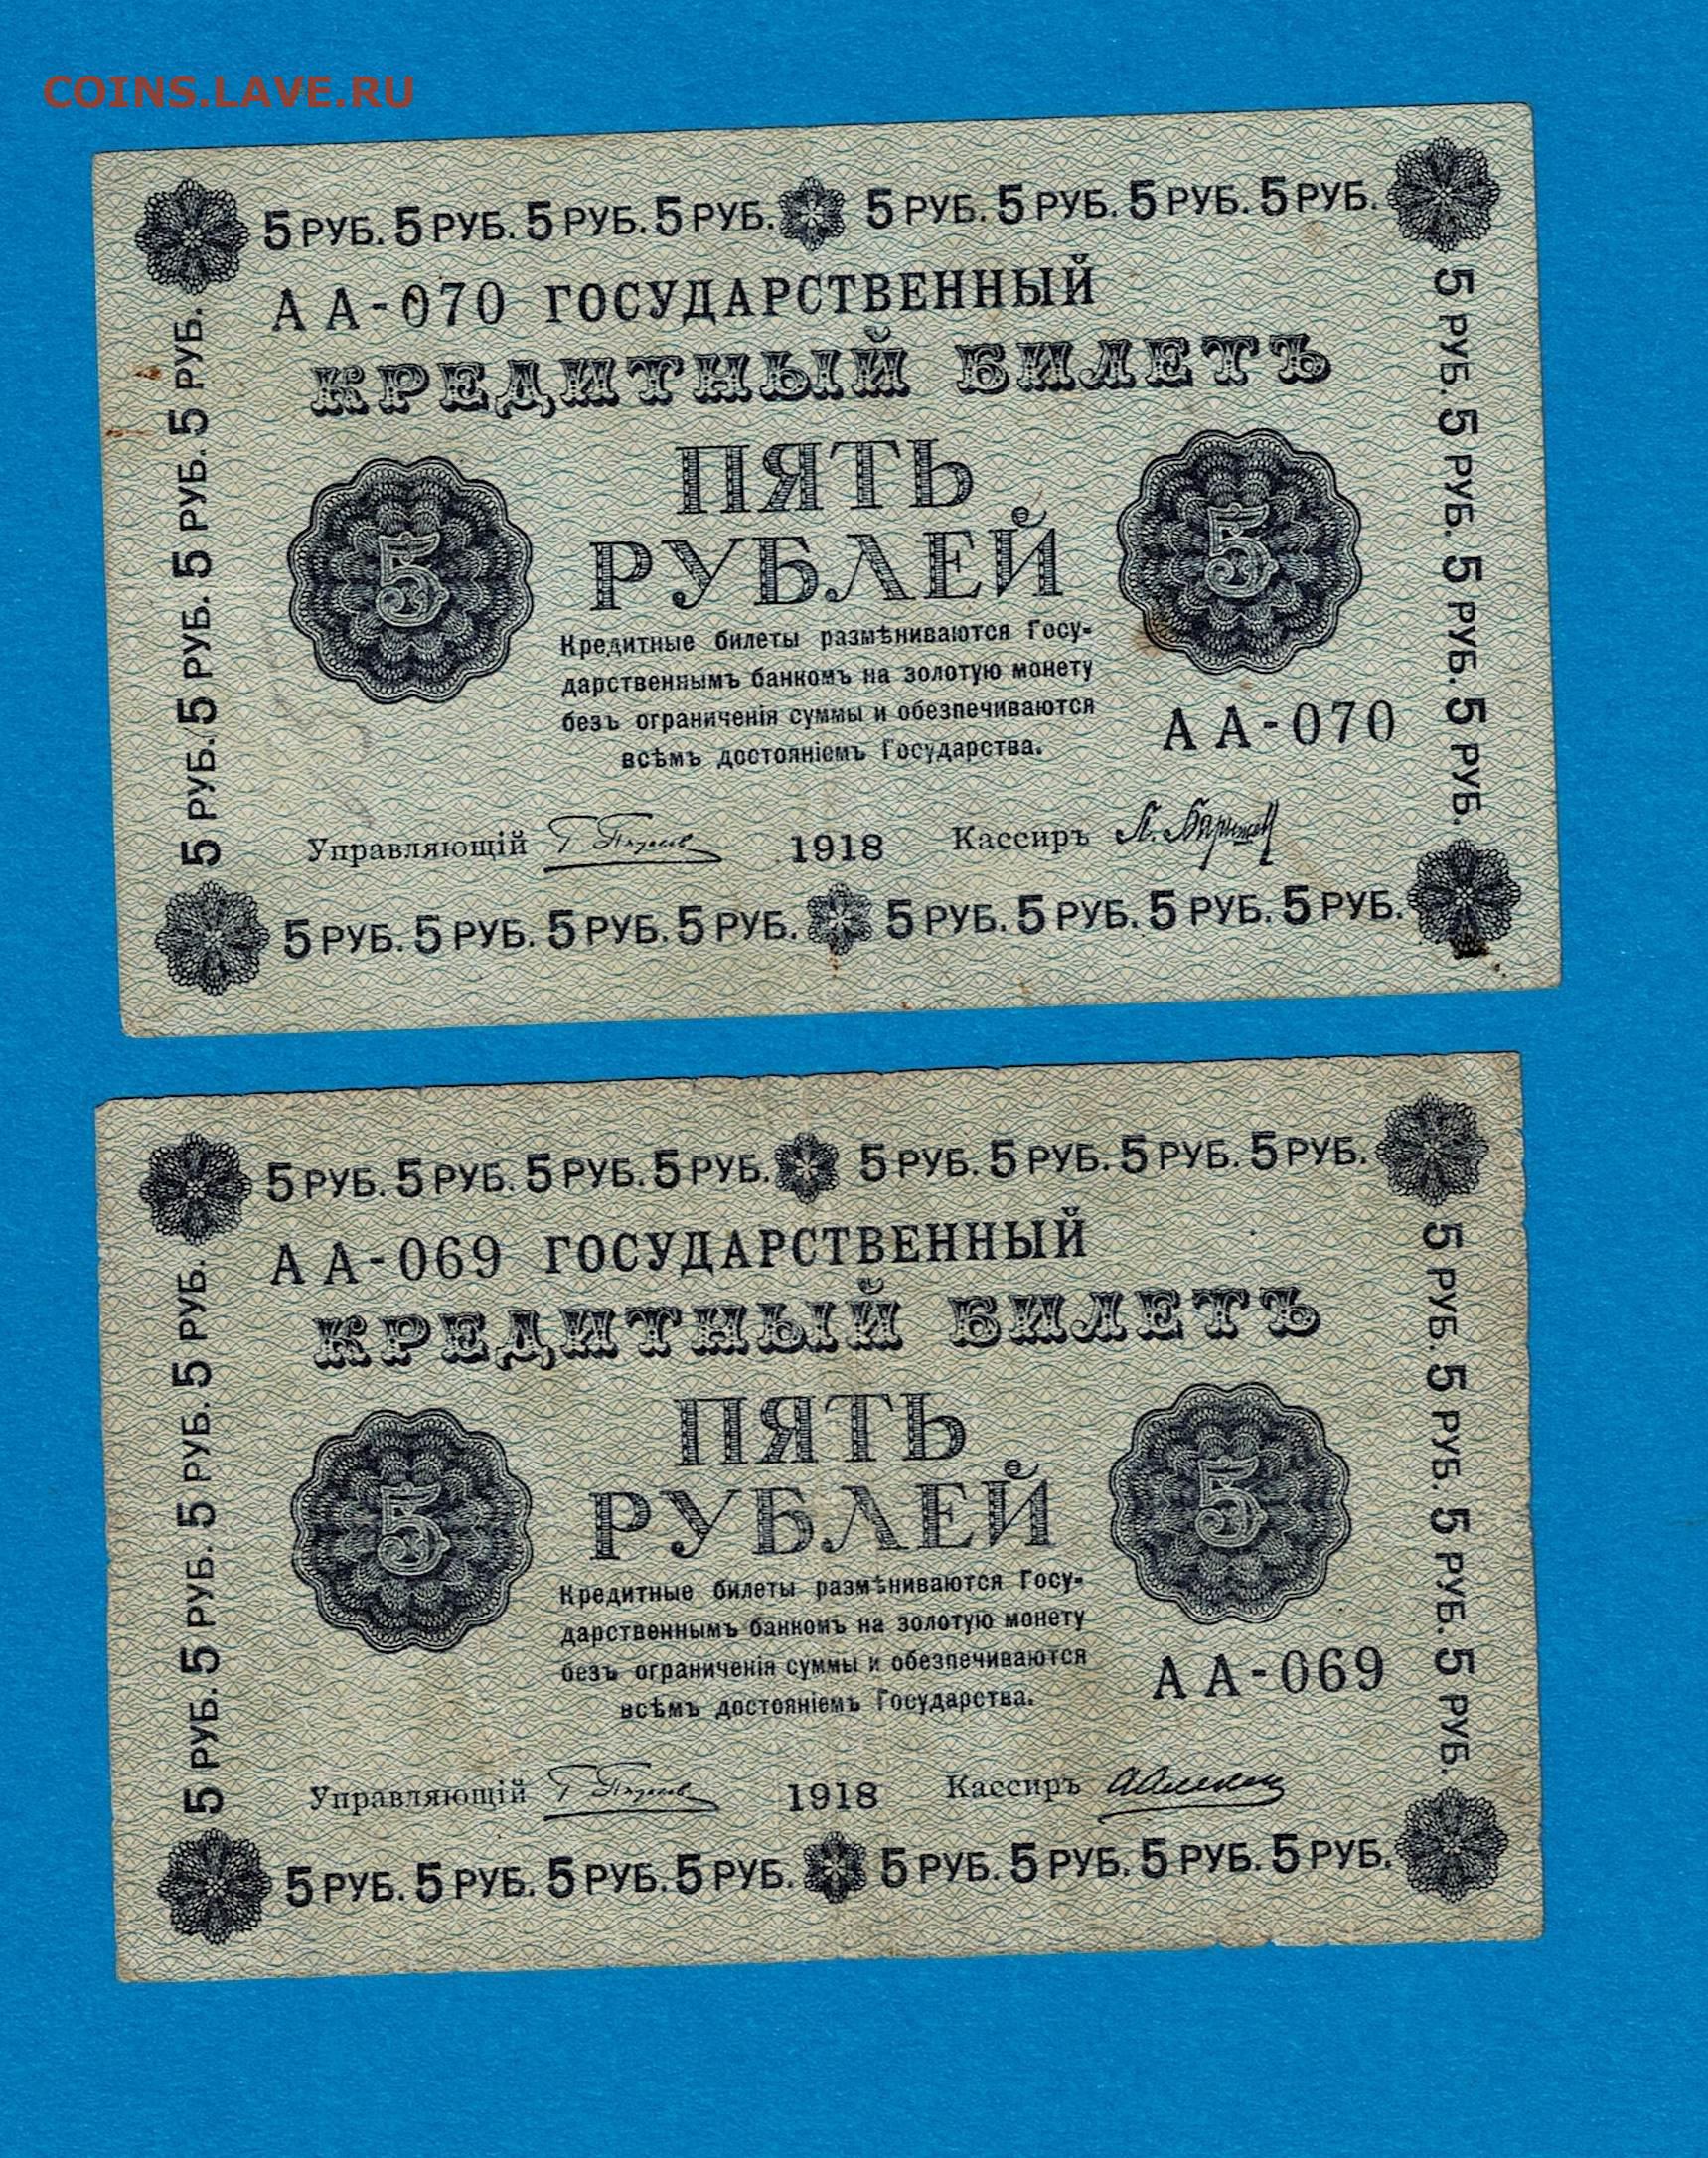 COINS.LAVE.RU
5 РУБ. 5 РУБ. 5 РУБ. 5 РУБ. 5 РУБ. 5 РУБ. 5 РУБ. 5 РУБ.
АА-070 ГОСУДАРСТВЕННЫЙ
КРЕДИТНЫЙ БИЛЕТЪ
5 РУБ. 5 РУБ. 5 РУБ. 5 РУБ.
5 РУБ. 5 РУБ. 5 РУБ. 5 РУБ.
ПЯТЬ
РУБЛЕЙ
5
5
Кредитные билеты размѣниваются Госу-
дарственнымъ банкомъ на золотую монету
безъ ограниченія суммы и обезпечиваются
всѣмъ достояніемъ Государства.
АА-070
Управляющій 1918 Кассиръ
5 РУБ. 5 РУБ. 5 РУБ. 5 РУБ. 5 РУБ. 5 РУБ. 5 РУБ. 5 РУБ.
5 РУБ. 5 РУБ. 5 РУБ. 5 РУБ. 5 РУБ. 5 РУБ. 5 РУБ. 5 РУБ.
АА-069 ГОСУДАРСТВЕННЫЙ
КРЕДИТНЫЙ БИЛЕТЪ
5 РУБ. 5 РУБ. 5 РУБ. 5 РУБ.
5 РУБ. 5 РУБ. 5 РУБ. 5 РУБ.
ПЯТЬ
РУБЛЕЙ
5
5
Кредитные билеты размѣниваются Госу-
дарственнымъ банкомъ на золотую монету
безъ ограниченія суммы и обезпечиваются
всѣмъ достояніемъ Государства.
АА-069
Управляющій 1918 Кассиръ
5 РУБ. 5 РУБ. 5 РУБ. 5 РУБ. 5 РУБ. 5 РУБ. 5 РУБ. 5 РУБ.